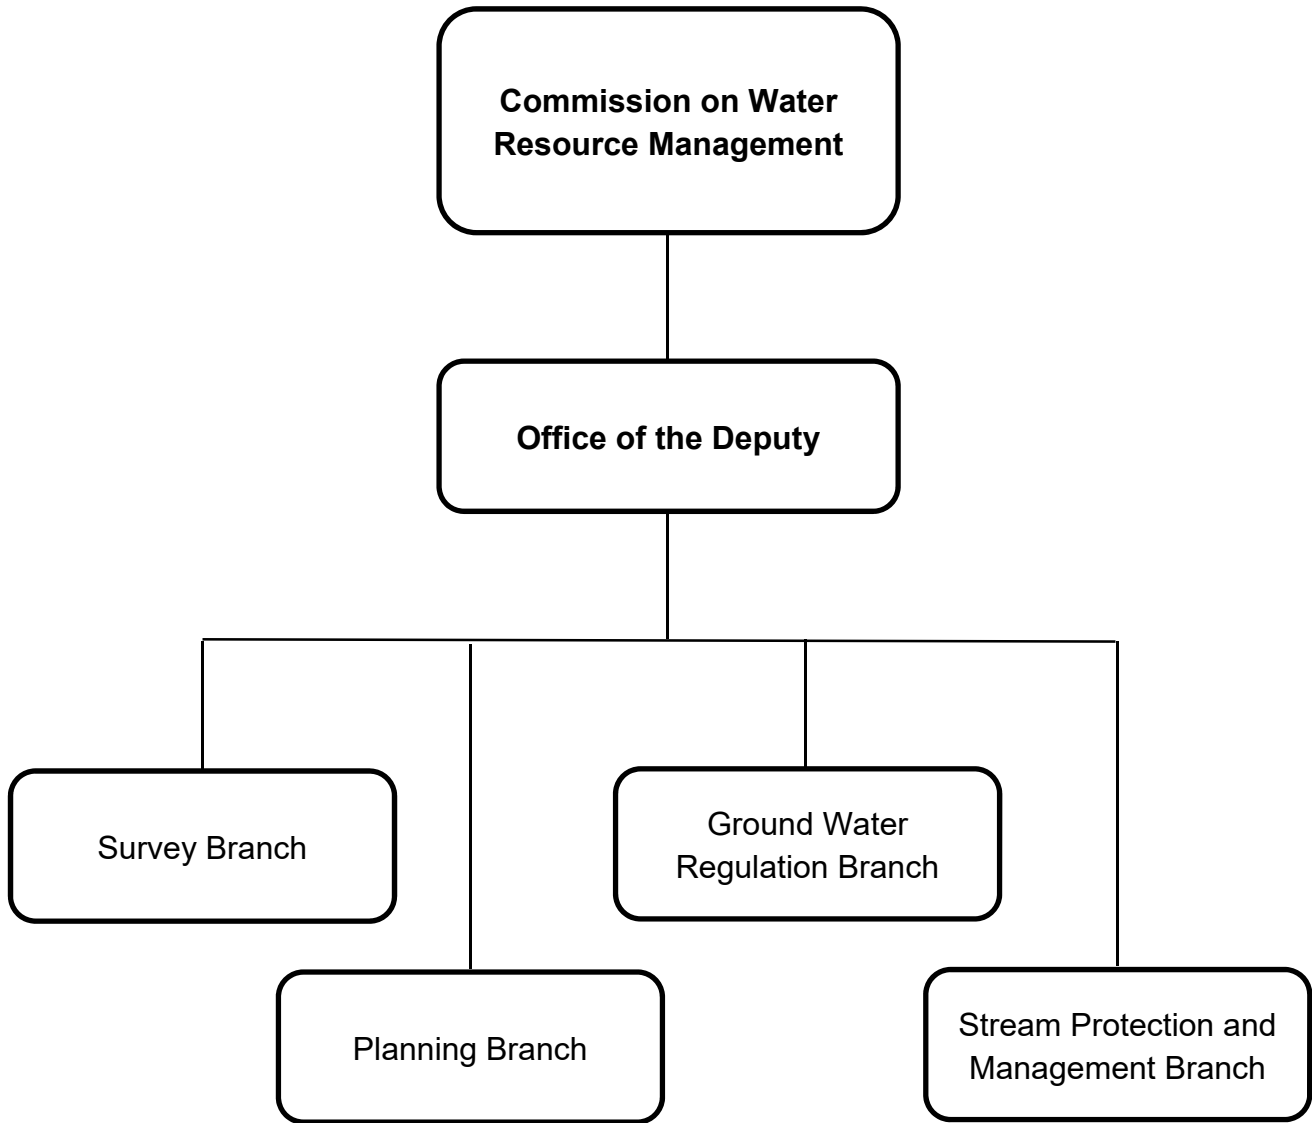 Commission on Water
Resource Management
Office of the Deputy
Survey Branch
Ground Water
Regulation Branch
Planning Branch
Stream Protection and
Management Branch